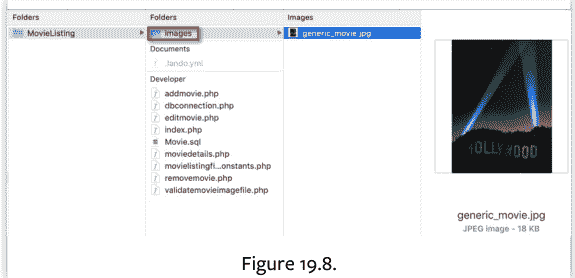 Folders
MovieListing
Folders
images
Documents
.lando.yml
Developer
addmovie.php
dbconnection.php
editmovie.php
index.php
Movie.sql
moviedetails.php
movielistingfi...onstants.php
removemovie.php
validatemovieimagefile.php
Images
generic_movie.jpg
HOLLYWOOD
generic_movie.jpg
JPEG image - 18 KB
Figure 19.8.